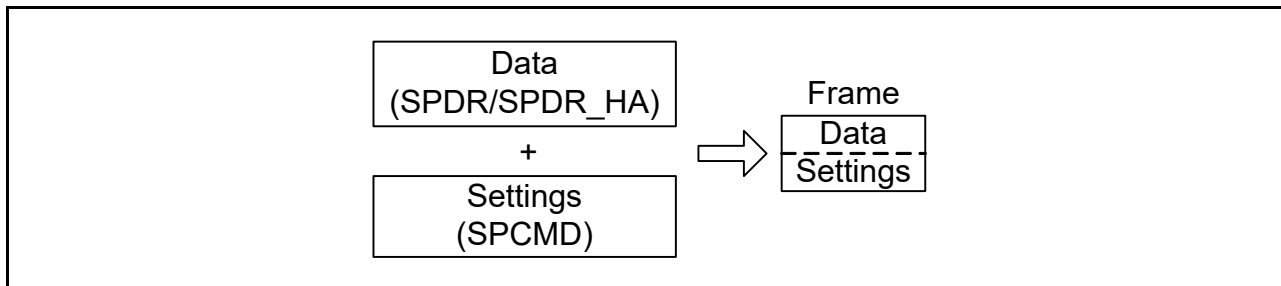 Data
(SPDR/SPDR_HA)
+
Settings
(SPCMD)
Frame
Data
Settings